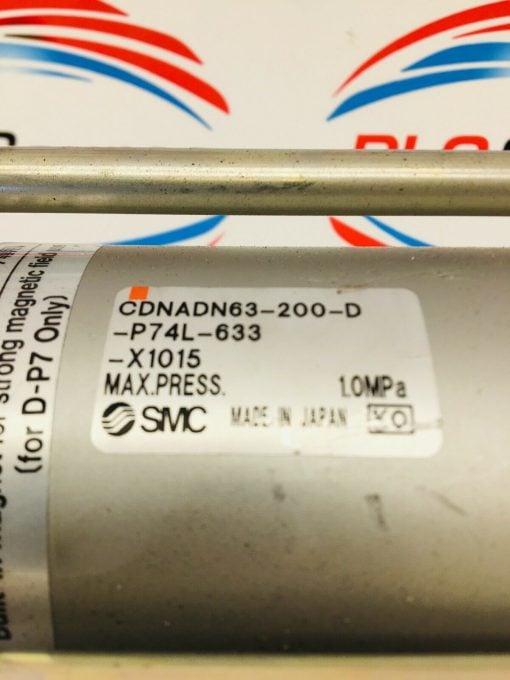 CDNADN63-200-D
-P74L-633
-X1015
MAX.PRESS. 1.0MPa
SMC MADE IN JAPAN XO
strong magnetic field
(for D-P7 Only)